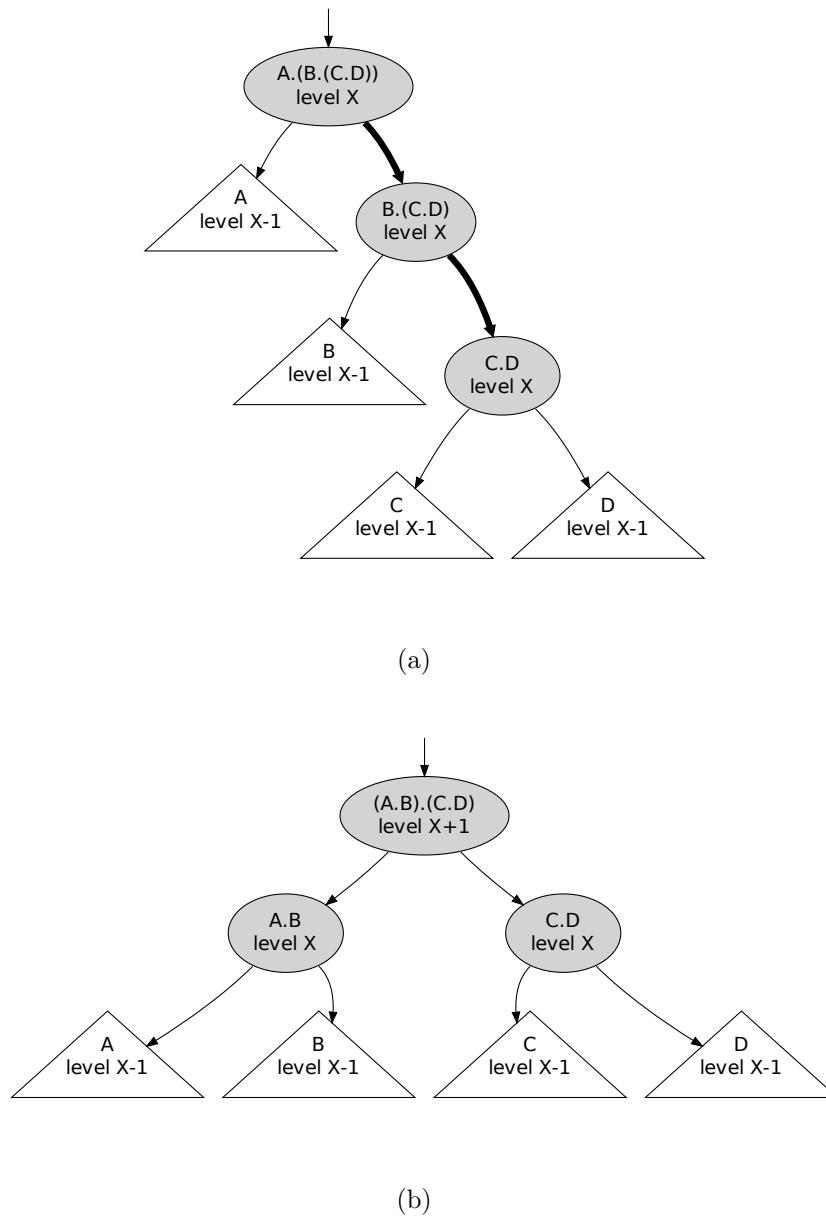 A.(B.(C.D))
level X
A
level X-1
B.(C.D)
level X
B
level X-1
C.D
level X
C
level X-1
D
level X-1
(a)
(A.B).(C.D)
level X+1
A.B
level X
C.D
level X
A
level X-1
B
level X-1
C
level X-1
D
level X-1
(b)